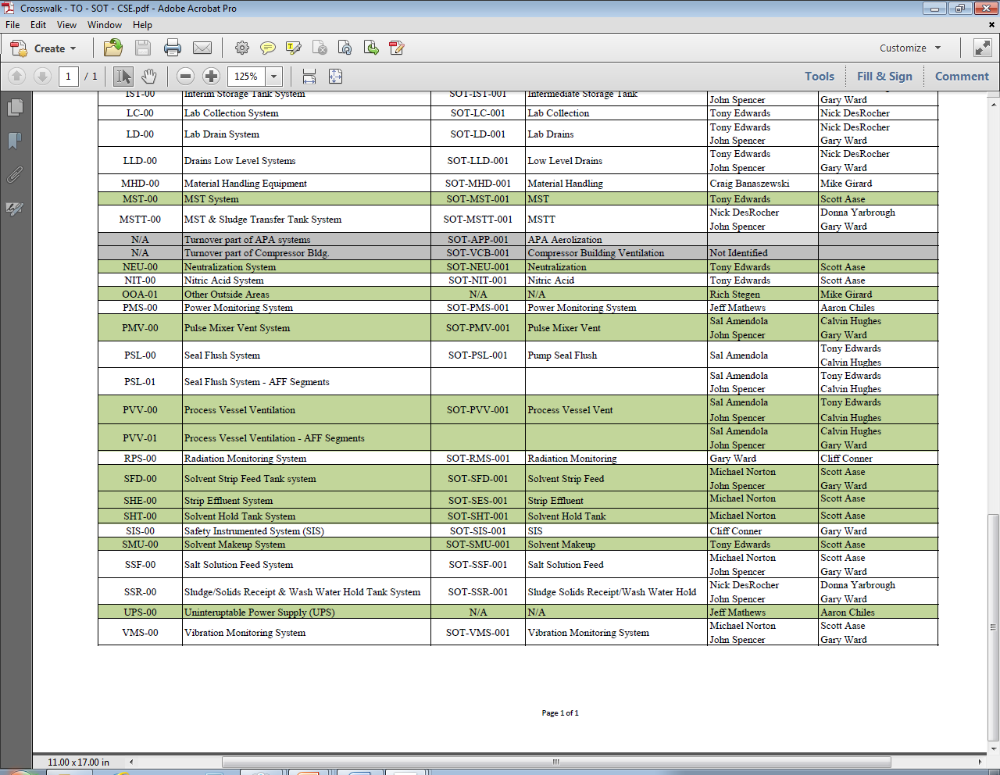 Crosswalk - TO - SOT - CSE.pdf - Adobe Acrobat Pro
File Edit View Window Help
Create Customize
1 / 1 125% Tools Fill & Sign Comment
IST-00 Interim Storage Tank System SOT-IST-001 Intermediate Storage Tank John Spencer Gary Ward
LC-00 Lab Collection System SOT-LC-001 Lab Collection Tony Edwards Nick DesRocher
LD-00 Lab Drain System SOT-LD-001 Lab Drains Tony Edwards Nick DesRocher
John Spencer Gary Ward
LLD-00 Drains Low Level Systems SOT-LLD-001 Low Level Drains Tony Edwards Nick DesRocher
John Spencer Gary Ward
MHD-00 Material Handling Equipment SOT-MHD-001 Material Handling Craig Banaszewski Mike Girard
MST-00 MST System SOT-MST-001 MST Tony Edwards Scott Aase
MSTT-00 MST & Sludge Transfer Tank System SOT-MSTT-001 MSTT Nick DesRocher Donna Yarbrough
John Spencer Gary Ward
N/A Turnover part of APA systems SOT-APP-001 APA Aerolization
N/A Turnover part of Compressor Bldg. SOT-VCB-001 Compressor Building Ventilation Not Identified
NEU-00 Neutralization System SOT-NEU-001 Neutralization Tony Edwards Scott Aase
NIT-00 Nitric Acid System SOT-NIT-001 Nitric Acid Tony Edwards Scott Aase
OOA-01 Other Outside Areas N/A N/A Rich Stegen Mike Girard
PMS-00 Power Monitoring System SOT-PMS-001 Power Monitoring System Jeff Mathews Aaron Chiles
PMV-00 Pulse Mixer Vent System SOT-PMV-001 Pulse Mixer Vent Sal Amendola Calvin Hughes
John Spencer Gary Ward
PSL-00 Seal Flush System SOT-PSL-001 Pump Seal Flush Sal Amendola Tony Edwards
Calvin Hughes
PSL-01 Seal Flush System - AFF Segments Sal Amendola Tony Edwards
John Spencer Calvin Hughes
PVV-00 Process Vessel Ventilation SOT-PVV-001 Process Vessel Vent Sal Amendola Tony Edwards
John Spencer Calvin Hughes
PVV-01 Process Vessel Ventilation - AFF Segments Sal Amendola Calvin Hughes
John Spencer Gary Ward
RPS-00 Radiation Monitoring System SOT-RMS-001 Radiation Monitoring Gary Ward Cliff Conner
SFD-00 Solvent Strip Feed Tank system SOT-SFD-001 Solvent Strip Feed Michael Norton Scott Aase
John Spencer Gary Ward
SHE-00 Strip Effluent System SOT-SES-001 Strip Effluent Michael Norton Scott Aase
SHT-00 Solvent Hold Tank System SOT-SHT-001 Solvent Hold Tank Michael Norton Scott Aase
SIS-00 Safety Instrumented System (SIS) SOT-SIS-001 SIS Cliff Conner Gary Ward
SMU-00 Solvent Makeup System SOT-SMU-001 Solvent Makeup Tony Edwards Scott Aase
SSF-00 Salt Solution Feed System SOT-SSF-001 Salt Solution Feed Michael Norton Scott Aase
John Spencer Gary Ward
SSR-00 Sludge/Solids Receipt & Wash Water Hold Tank System SOT-SSR-001 Sludge Solids Receipt/Wash Water Hold Nick DesRocher Donna Yarbrough
John Spencer Gary Ward
UPS-00 Uninteruptable Power Supply (UPS) N/A N/A Jeff Mathews Aaron Chiles
VMS-00 Vibration Monitoring System SOT-VMS-001 Vibration Monitoring System Michael Norton Scott Aase
John Spencer Gary Ward
Page 1 of 1
11.00 x 17.00 in